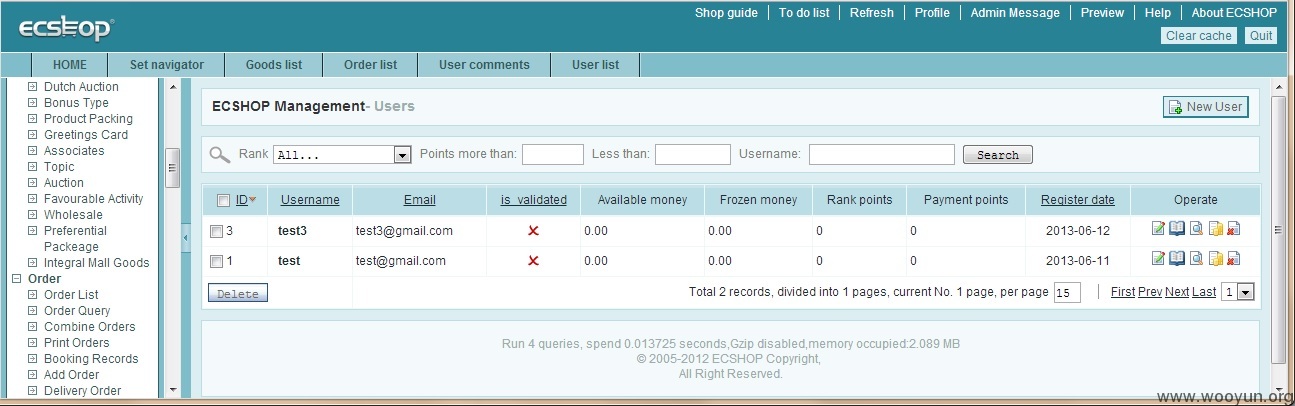 ecshop
Shop guide To do list Refresh Profile Admin Message Preview Help About ECSHOP
Clear cache Quit
HOME Set navigator Goods list Order list User comments User list
Dutch Auction
Bonus Type
Product Packing
Greetings Card
Associates
Topic
Auction
Favourable Activity
Wholesale
Preferential
Packeage
Integral Mall Goods
Order
Order List
Order Query
Combine Orders
Print Orders
Booking Records
Add Order
Delivery Order
ECSHOP Management- Users
New User
Rank All... Points more than: Less than: Username: Search
ID Username Email is_validated Available money Frozen money Rank points Payment points Register date Operate
3 test3 test3@gmail.com 0.00 0.00 0 0 2013-06-12
1 test test@gmail.com 0.00 0.00 0 0 2013-06-11
Delete Total 2 records, divided into 1 pages, current No. 1 page, per page 15 First Prev Next Last 1
Run 4 queries, spend 0.013725 seconds,Gzip disabled,memory occupied:2.089 MB
© 2005-2012 ECSHOP Copyright,
All Right Reserved.
www.wooyun.org